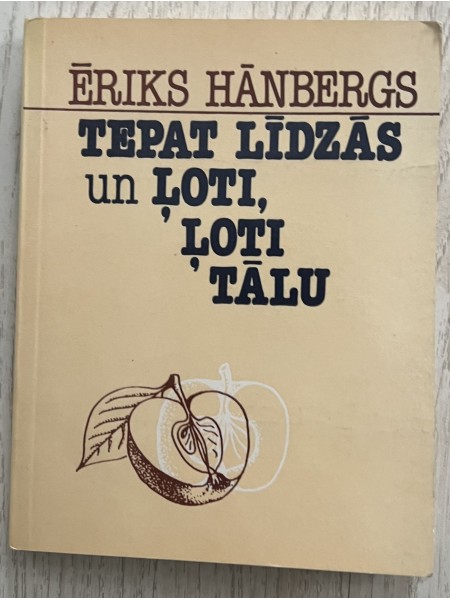 ĒRIKS HĀNBERGS
TEPAT LĪDZĀS
un ĻOTI,
ĻOTI
TĀLU